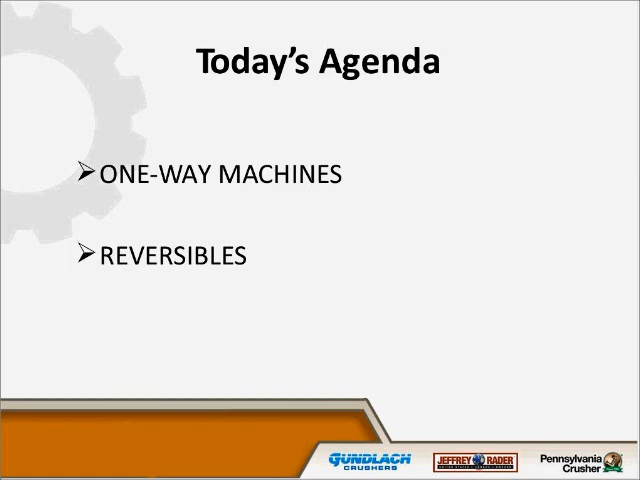 Today’s Agenda
ONE-WAY MACHINES
REVERSIBLES
GUNDLACH
CRUSHERS
JEFFREY RADER
Pennsylvania
Crusher